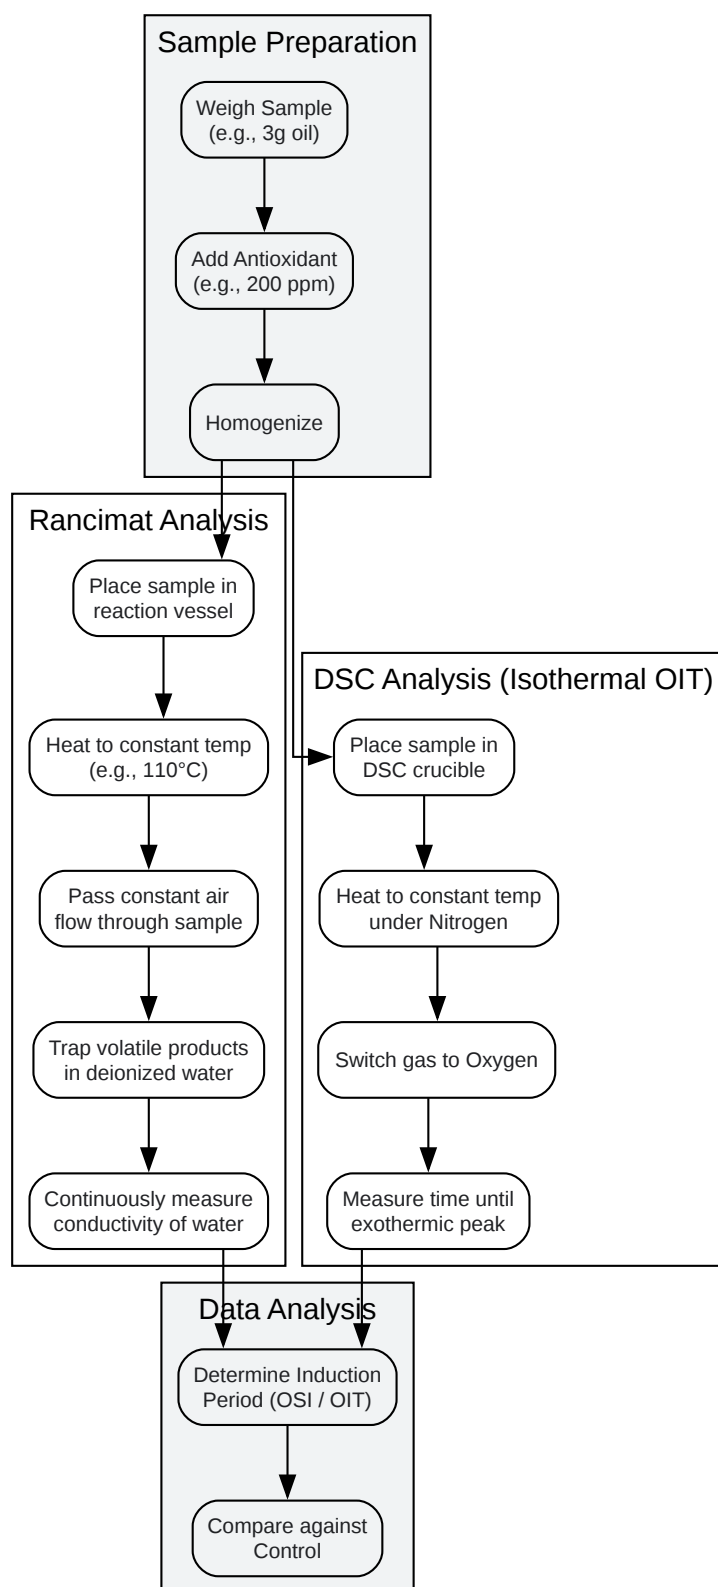 Sample Preparation
Weigh Sample
(e.g., 3g oil)
Add Antioxidant
(e.g., 200 ppm)
Homogenize
Rancimat Analysis
Place sample in
reaction vessel
Heat to constant temp
(e.g., 110°C)
Pass constant air
flow through sample
Trap volatile products
in deionized water
Continuously measure
conductivity of water
DSC Analysis (Isothermal OIT)
Place sample in
DSC crucible
Heat to constant temp
under Nitrogen
Switch gas to Oxygen
Measure time until
exothermic peak
Data Analysis
Determine Induction
Period (OSI / OIT)
Compare against
Control